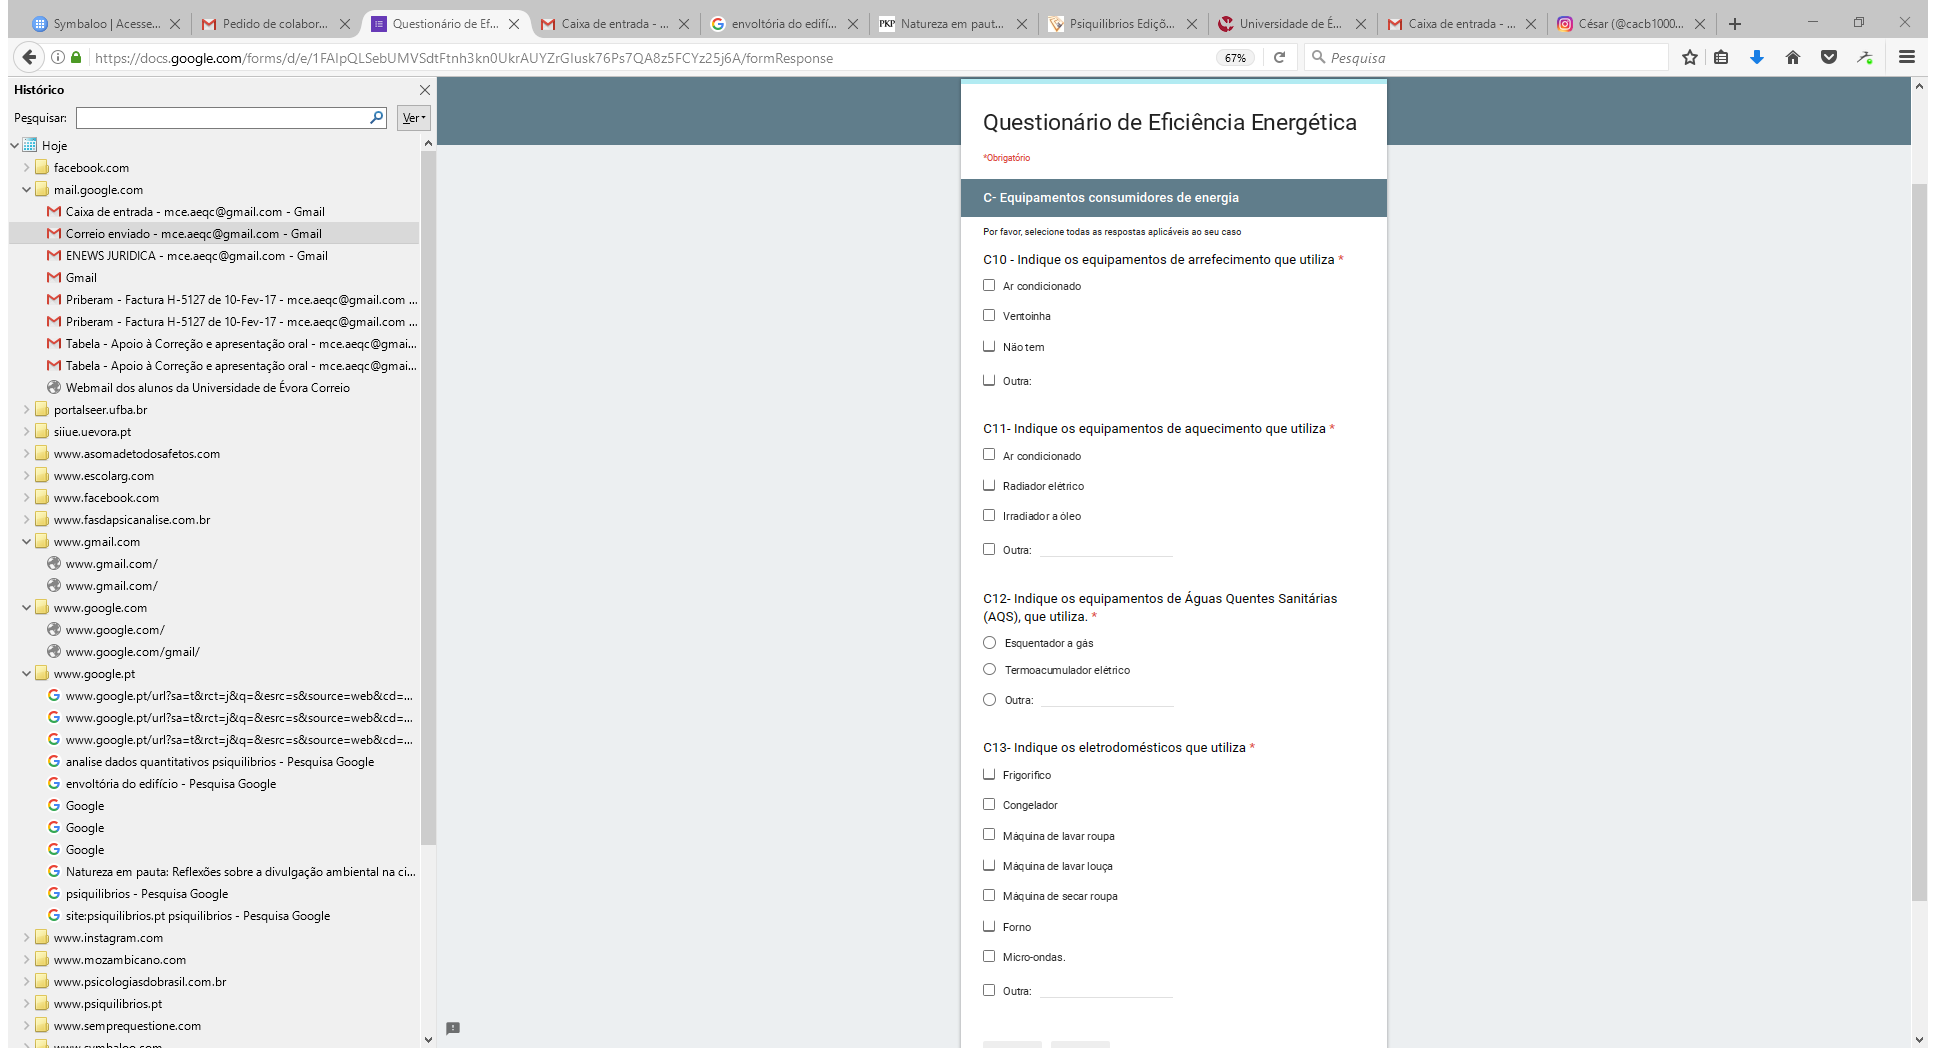 Symbaloo | Acesse...
Pedido de colabor...
Questionário de Ef...
Caixa de entrada - ...
envoltória do edifí...
PKP Natureza em paut...
Psiquilibrios Ediçõ...
Universidade de É...
Caixa de entrada - ...
César (@cacb1000...
https://docs.google.com/forms/d/e/1FAIpQLSebUMVSdtFtnh3kn0UkrAUYZrGIusk76Ps7QA8z5FCYz25j6A/formResponse
67%
Pesquisa
Histórico
Pesquisar:
Ver
Hoje
facebook.com
mail.google.com
Caixa de entrada - mce.aeqc@gmail.com - Gmail
Correio enviado - mce.aeqc@gmail.com - Gmail
ENEWS JURIDICA - mce.aeqc@gmail.com - Gmail
Gmail
Priberam - Factura H-5127 de 10-Fev-17 - mce.aeqc@gmail.com ...
Priberam - Factura H-5127 de 10-Fev-17 - mce.aeqc@gmail.com ...
Tabela - Apoio à Correção e apresentação oral - mce.aeqc@gmai...
Tabela - Apoio à Correção e apresentação oral - mce.aeqc@gmai...
Webmail dos alunos da Universidade de Évora Correio
portalseer.ufba.br
siiue.uevora.pt
www.asomadetodosafetos.com
www.escolarg.com
www.facebook.com
www.fasdapsicanalise.com.br
www.gmail.com
www.gmail.com/
www.gmail.com/
www.google.com
www.google.com/
www.google.com/gmail/
www.google.pt
www.google.pt/url?sa=t&rct=j&q=&esrc=s&source=web&cd=...
www.google.pt/url?sa=t&rct=j&q=&esrc=s&source=web&cd=...
www.google.pt/url?sa=t&rct=j&q=&esrc=s&source=web&cd=...
analise dados quantitativos psiquilibrios - Pesquisa Google
envoltória do edifício - Pesquisa Google
Google
Google
Google
Natureza em pauta: Reflexões sobre a divulgação ambiental na ci...
psiquilibrios - Pesquisa Google
site:psiquilibrios.pt psiquilibrios - Pesquisa Google
www.instagram.com
www.mozambicano.com
www.psicologiasdobrasil.com.br
www.psiquilibrios.pt
www.semprequestione.com
www.symbaloo.com
Questionário de Eficiência Energética
*Obrigatório
C- Equipamentos consumidores de energia
Por favor, selecione todas as respostas aplicáveis ao seu caso
C10 - Indique os equipamentos de arrefecimento que utiliza *
Ar condicionado
Ventoinha
Não tem
Outra:
C11- Indique os equipamentos de aquecimento que utiliza *
Ar condicionado
Radiador elétrico
Irradiador a óleo
Outra:
C12- Indique os equipamentos de Águas Quentes Sanitárias
(AQS), que utiliza. *
Esquentador a gás
Termoacumulador elétrico
Outra:
C13- Indique os eletrodomésticos que utiliza *
Frigorifico
Congelador
Máquina de lavar roupa
Máquina de lavar louça
Máquina de secar roupa
Forno
Micro-ondas.
Outra: